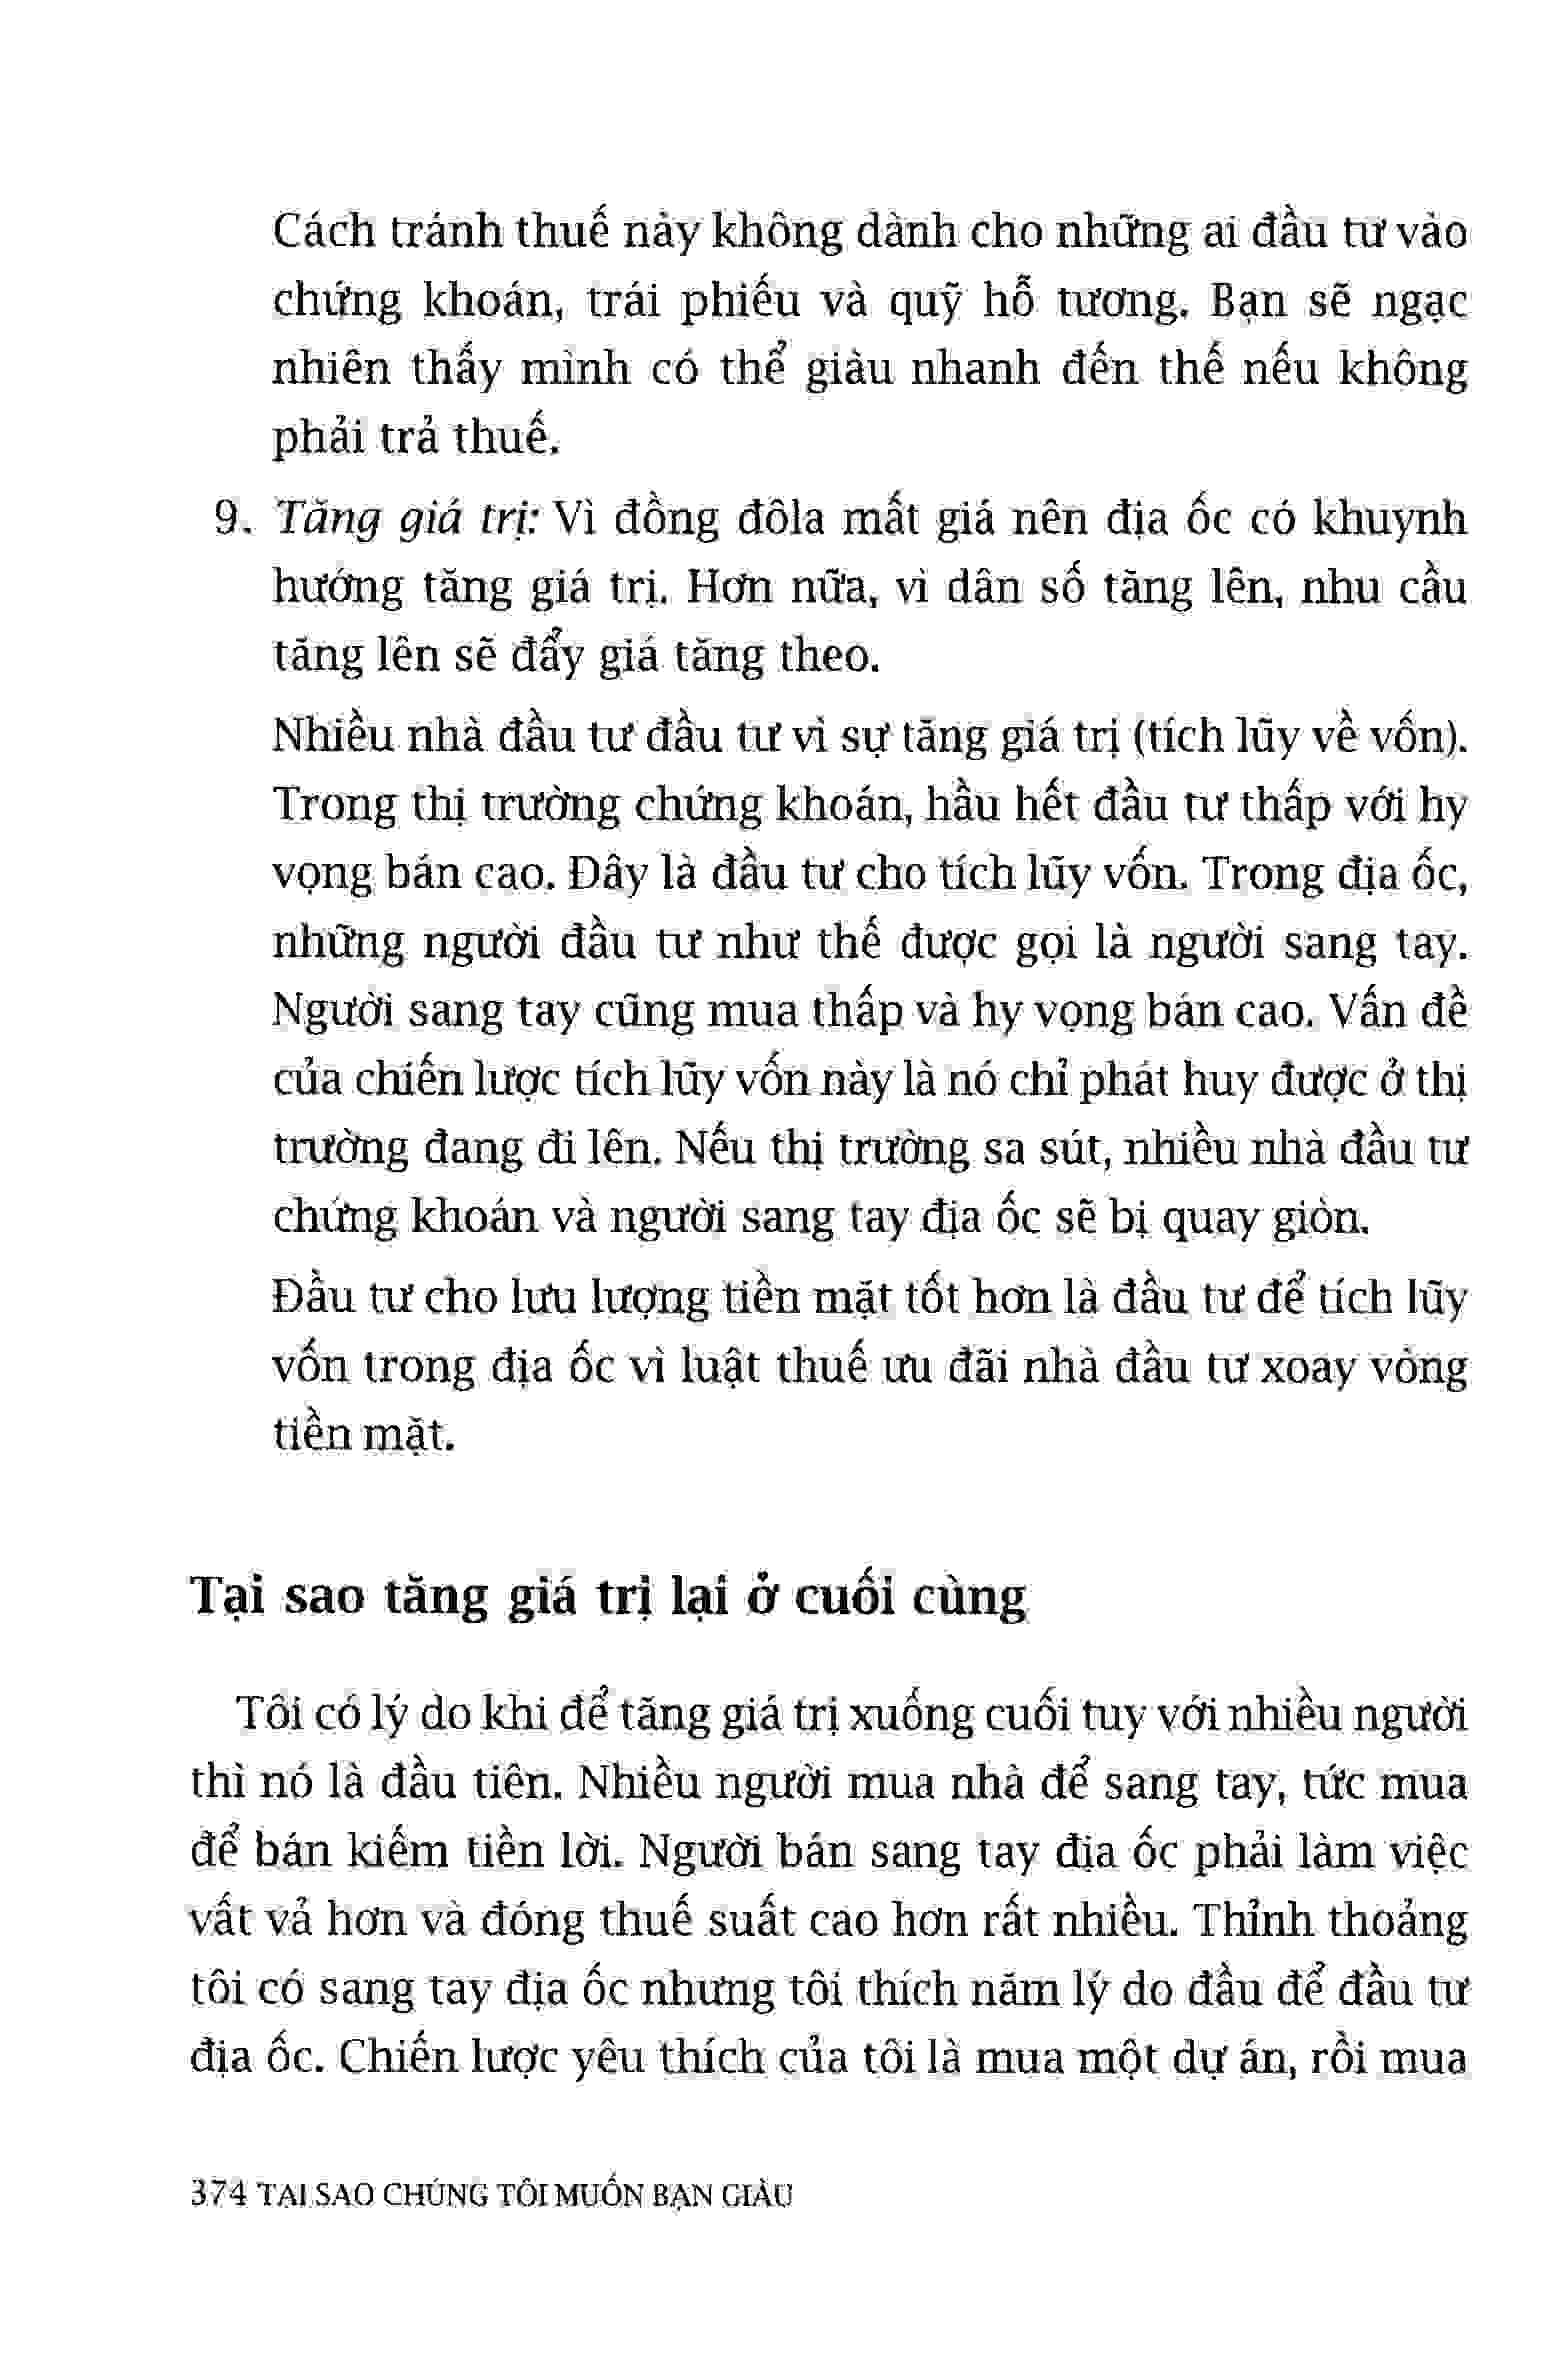 Cách tránh thuế này không dành cho những ai đầu tư vào
chứng khoán, trái phiếu và quỹ hỗ tương. Bạn sẽ ngạc
nhiên thấy mình có thể giàu nhanh đến thế nếu không
phải trả thuế.
9. Tăng giá trị: Vì đồng đôla mất giá nên địa ốc có khuynh
hướng tăng giá trị. Hơn nữa, vì dân số tăng lên, nhu cầu
tăng lên sẽ đẩy giá tăng theo.
Nhiều nhà đầu tư đầu tư vì sự tăng giá trị (tích lũy về vốn).
Trong thị trường chứng khoán, hầu hết đầu tư thấp với hy
vọng bán cao. Đây là đầu tư cho tích lũy vốn. Trong địa ốc,
những người đầu tư như thế được gọi là người sang tay.
Người sang tay cũng mua thấp và hy vọng bán cao. Vấn đề
của chiến lược tích lũy vốn này là nó chỉ phát huy được ở thị
trường đang đi lên. Nếu thị trường sa sút, nhiều nhà đầu tư
chứng khoán và người sang tay địa ốc sẽ bị quay giòn.
Đầu tư cho lưu lượng tiền mặt tốt hơn là đầu tư để tích lũy
vốn trong địa ốc vì luật thuế ưu đãi nhà đầu tư xoay vòng
tiền mặt.
Tại sao tăng giá trị lại ở cuối cùng
Tôi có lý do khi để tăng giá trị xuống cuối tuy với nhiều người
thì nó là đầu tiên. Nhiều người mua nhà để sang tay, tức mua
để bán kiếm tiền lời. Người bán sang tay địa ốc phải làm việc
vất vả hơn và đóng thuế suất cao hơn rất nhiều. Thỉnh thoảng
tôi có sang tay địa ốc nhưng tôi thích năm lý do đầu để đầu tư
địa ốc. Chiến lược yêu thích của tôi là mua một dự án, rồi mua
374 TẠI SAO CHÚNG TÔI MUỐN BẠN GIÀU